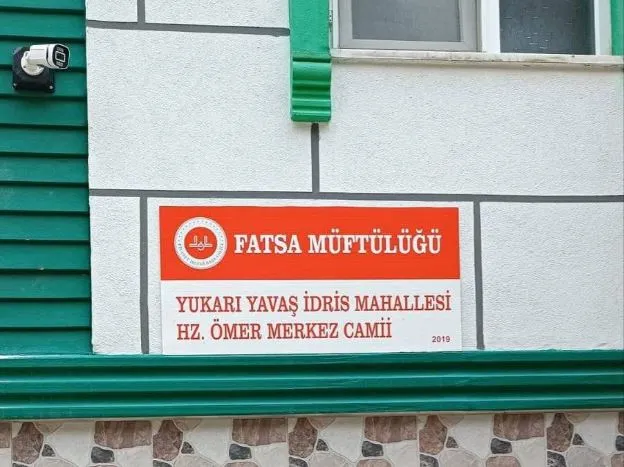 FATSA MÜFTÜLÜĞÜ
YUKARI YAVAŞ İDRİS MAHALLESİ
HZ. ÖMER MERKEZ CAMİİ
2019